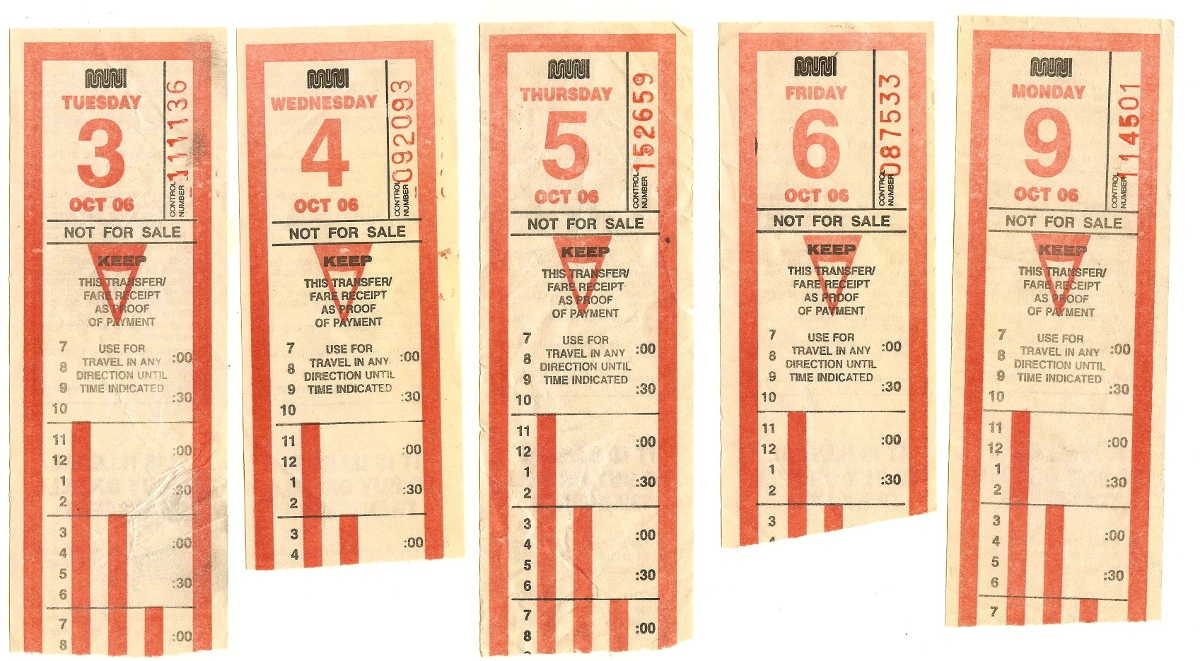 MUNI
TUESDAY
3
OCT 06
CONTROL NUMBER
111136
NOT FOR SALE
KEEP
THIS TRANSFER/
FARE RECEIPT
AS PROOF
OF PAYMENT
USE FOR
TRAVEL IN ANY
DIRECTION UNTIL
TIME INDICATED
7
8
9
10
:00
:30
11
12
1
2
:00
:30
3
4
5
6
:00
:30
7
8
:00
MUNI
WEDNESDAY
4
OCT 06
CONTROL NUMBER
092093
NOT FOR SALE
KEEP
THIS TRANSFER/
FARE RECEIPT
AS PROOF
OF PAYMENT
USE FOR
TRAVEL IN ANY
DIRECTION UNTIL
TIME INDICATED
7
8
9
10
:00
:30
11
12
1
2
:00
:30
3
4
:00
MUNI
THURSDAY
5
OCT 06
CONTROL NUMBER
152659
NOT FOR SALE
KEEP
THIS TRANSFER/
FARE RECEIPT
AS PROOF
OF PAYMENT
USE FOR
TRAVEL IN ANY
DIRECTION UNTIL
TIME INDICATED
7
8
9
10
:00
:30
11
12
1
2
:00
:30
3
4
5
6
:00
:30
7
8
:00
MUNI
FRIDAY
6
OCT 06
CONTROL NUMBER
087533
NOT FOR SALE
KEEP
THIS TRANSFER/
FARE RECEIPT
AS PROOF
OF PAYMENT
USE FOR
TRAVEL IN ANY
DIRECTION UNTIL
TIME INDICATED
7
8
9
10
:00
:30
11
12
1
2
:00
:30
3
MUNI
MONDAY
9
OCT 06
CONTROL NUMBER
114501
NOT FOR SALE
KEEP
THIS TRANSFER/
FARE RECEIPT
AS PROOF
OF PAYMENT
USE FOR
TRAVEL IN ANY
DIRECTION UNTIL
TIME INDICATED
7
8
9
10
:00
:30
11
12
1
2
:00
:30
3
4
5
6
:00
:30
7